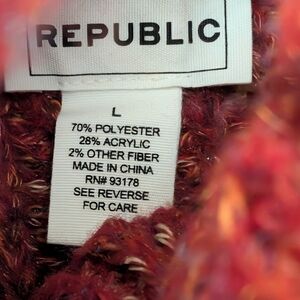 REPUBLIC
L
70% POLYESTER
28% ACRYLIC
2% OTHER FIBER
MADE IN CHINA
RN# 93178
SEE REVERSE
FOR CARE